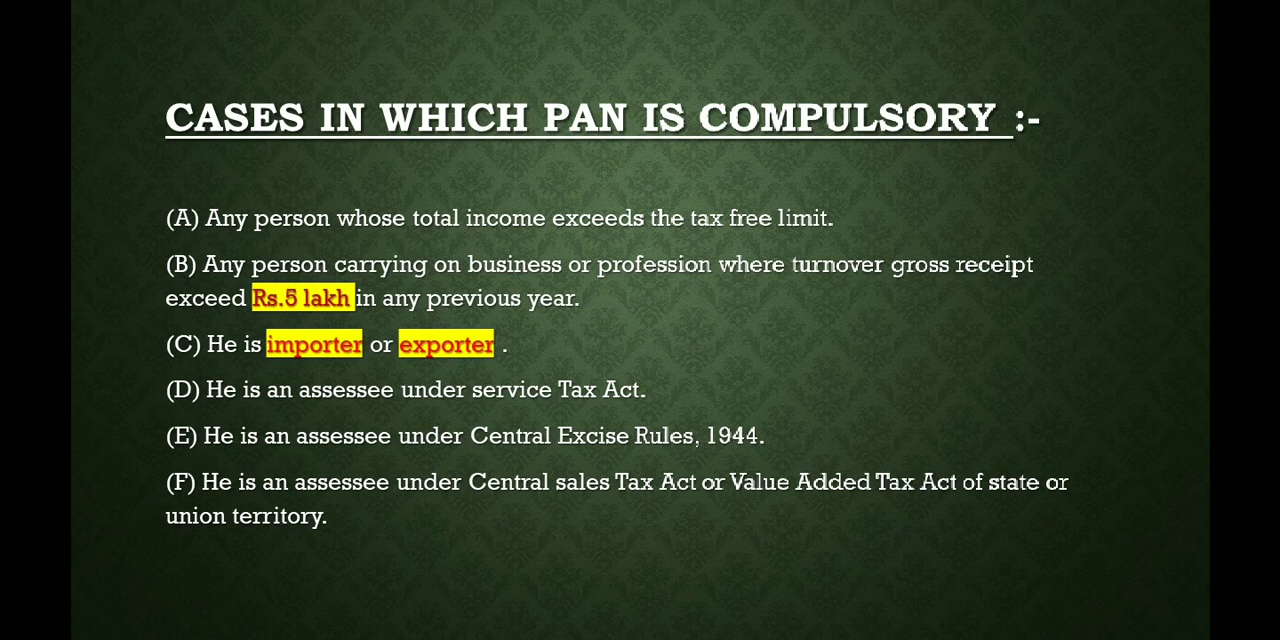 CASES IN WHICH PAN IS COMPULSORY :-
(A) Any person whose total income exceeds the tax free limit.
(B) Any person carrying on business or profession where turnover gross receipt
exceed Rs.5 lakh in any previous year.
(C) He is importer or exporter .
(D) He is an assessee under service Tax Act.
(E) He is an assessee under Central Excise Rules, 1944.
(F) He is an assessee under Central sales Tax Act or Value Added Tax Act of state or
union territory.